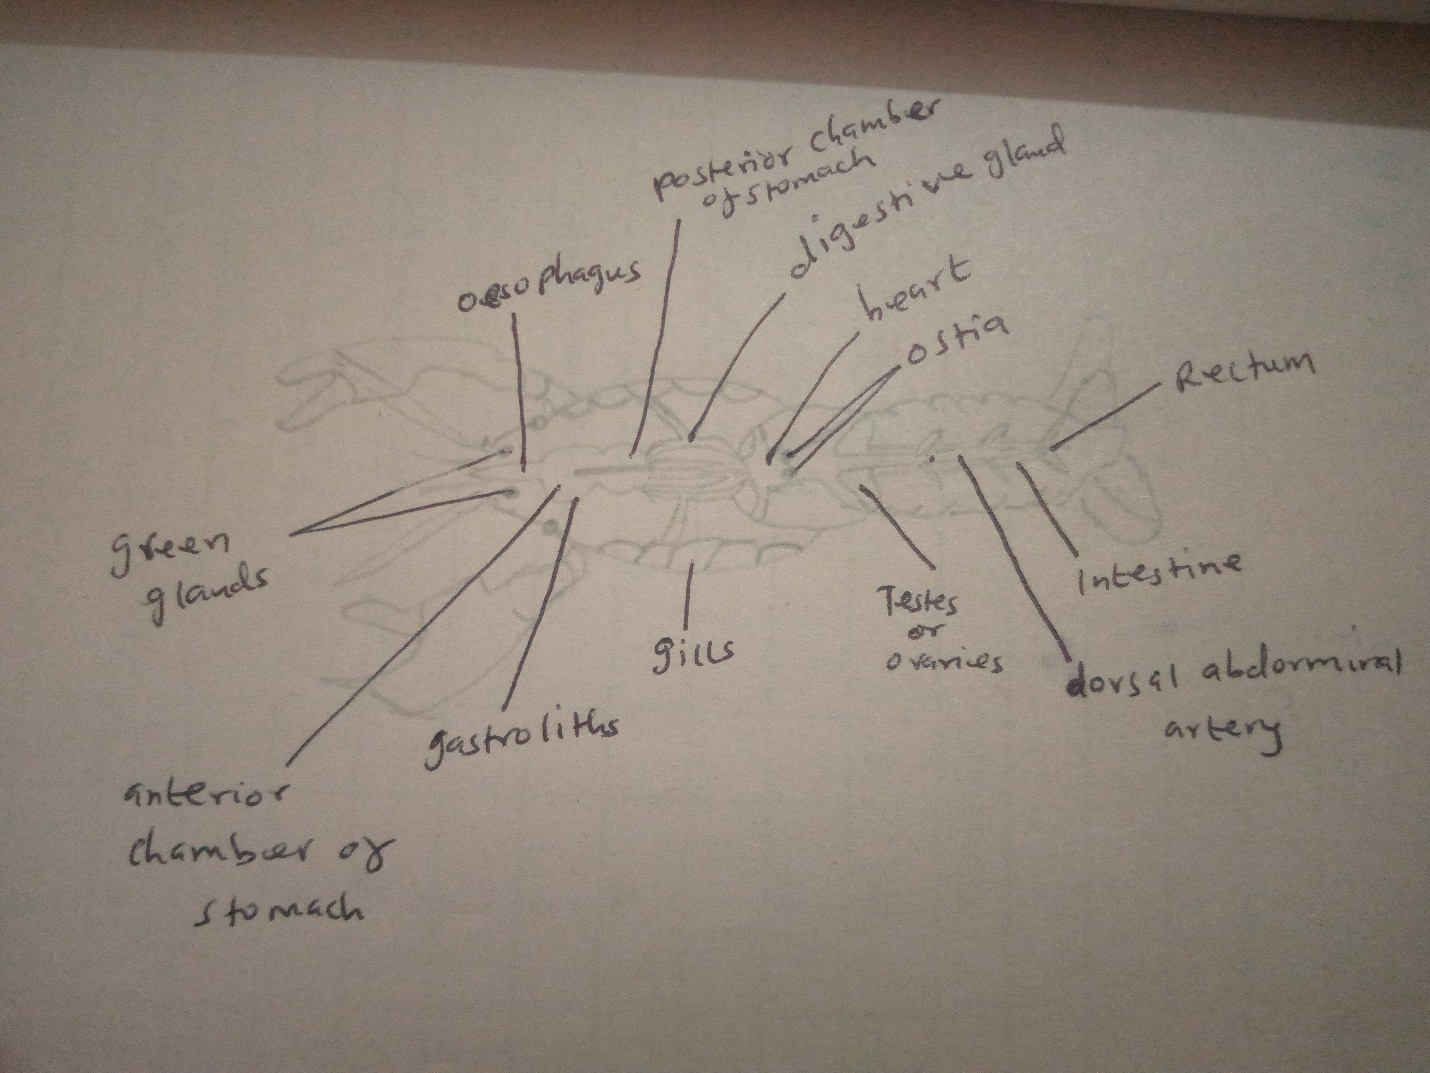 posterior chamber
of stomach
digestive gland
oesophagus
heart
ostia
Rectum
green
glands
gills
Testes
or
ovaries
Intestine
dorsal abdormiral
artery
gastroliths
anterior
chamber of
stomach